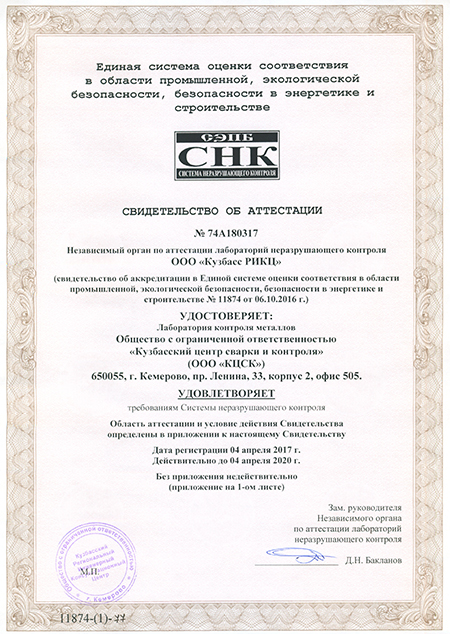 Единая система оценки соответствия
в области промышленной, экологической
безопасности, безопасности в энергетике и
строительстве
СЭПБ
СНК
СИСТЕМА НЕРАЗРУШАЮЩЕГО КОНТРОЛЯ
СВИДЕТЕЛЬСТВО ОБ АТТЕСТАЦИИ
№ 74А180317
Независимый орган по аттестации лабораторий неразрушающего контроля
ООО «Кузбасс РИКЦ»
(свидетельство об аккредитации в Единой системе оценки соответствия в области
промышленной, экологической безопасности, безопасности в энергетике и
строительстве № 11874 от 06.10.2016 г.)
УДОСТОВЕРЯЕТ:
Лаборатория контроля металлов
Общество с ограниченной ответственностью
«Кузбасский центр сварки и контроля»
(ООО «КЦСК»)
650055, г. Кемерово, пр. Ленина, 33, корпус 2, офис 505.
УДОВЛЕТВОРЯЕТ
требованиям Системы неразрушающего контроля
Область аттестации и условие действия Свидетельства
определены в приложении к настоящему Свидетельству
Дата регистрации 04 апреля 2017 г.
Действительно до 04 апреля 2020 г.
Без приложения недействительно
(приложение на 1-ом листе)
Зам. руководителя
Независимого органа
по аттестации лабораторий
неразрушающего контроля
Д.Н. Бакланов
Общество с ограниченной ответственностью
Кузбасский
Региональный
Инженерный
Консультационный
Центр
г. Кемерово
М.П.
11874-(1)-77